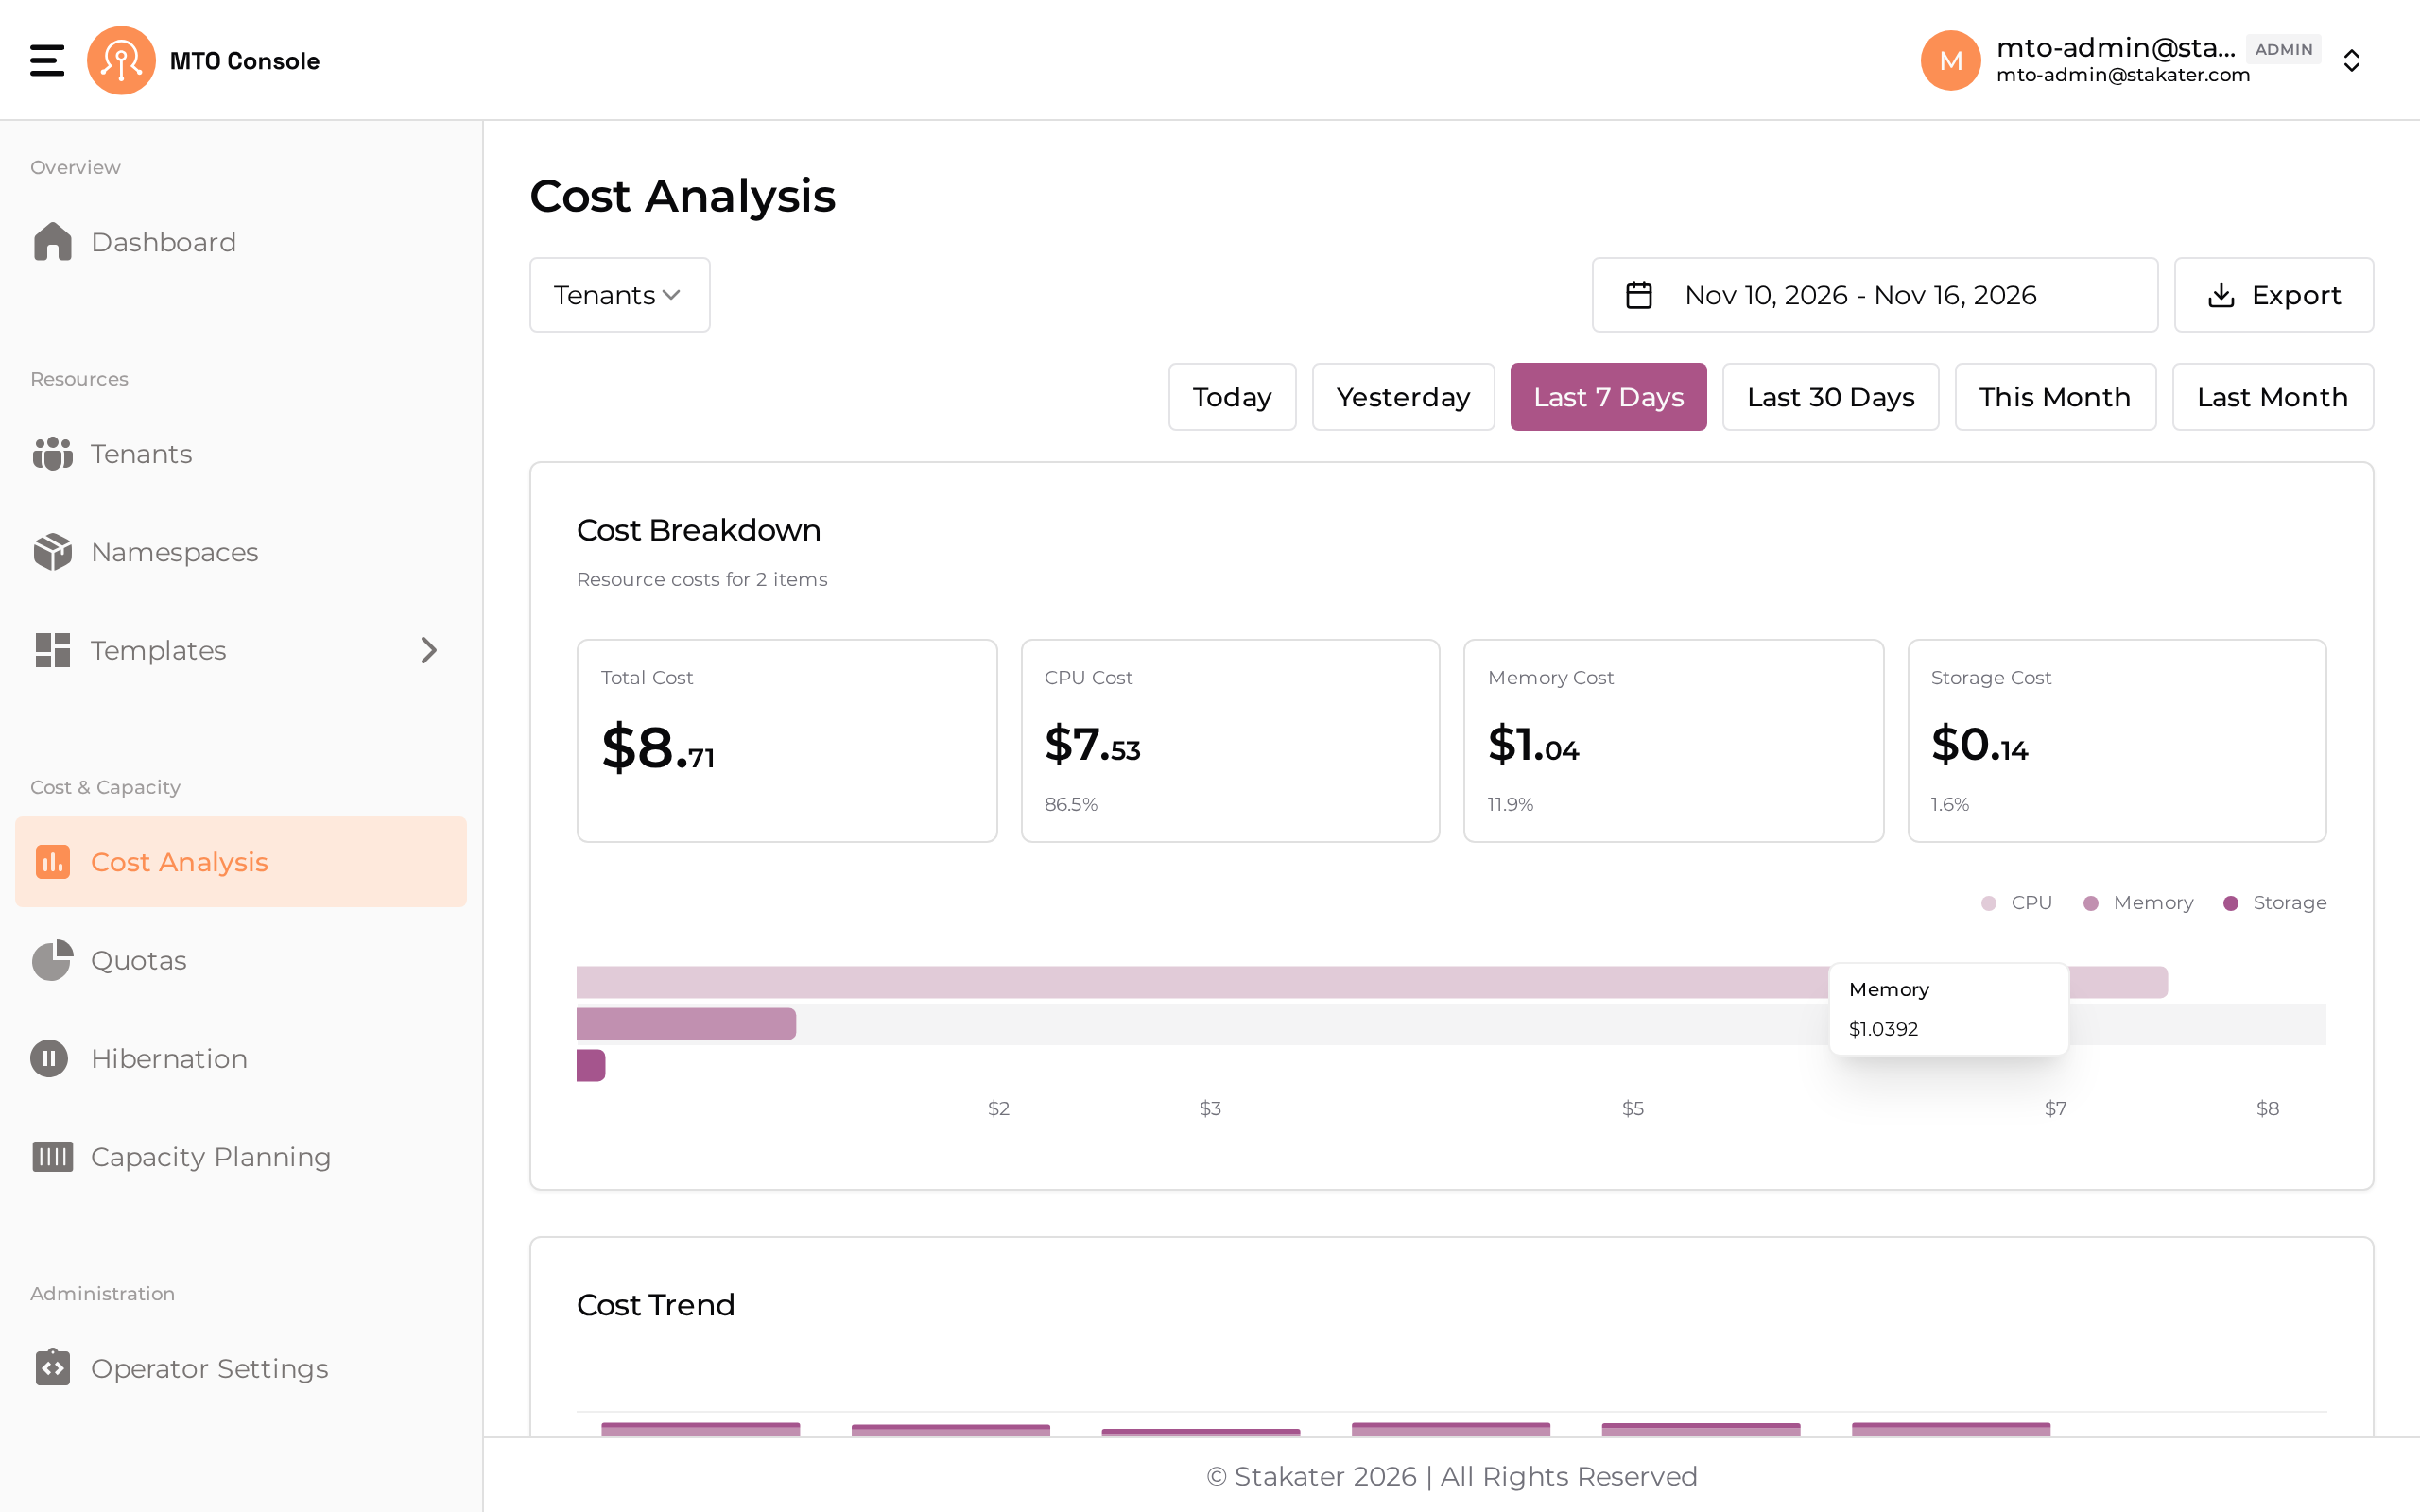 MTO Console
M
mto-admin@sta...
ADMIN
mto-admin@stakater.com
Overview
Dashboard
Resources
Tenants
Namespaces
Templates
Cost & Capacity
Cost Analysis
Quotas
Hibernation
Capacity Planning
Administration
Operator Settings
Cost Analysis
Tenants
Nov 10, 2026 - Nov 16, 2026
Export
Today
Yesterday
Last 7 Days
Last 30 Days
This Month
Last Month
Cost Breakdown
Resource costs for 2 items
Total Cost
$8.71
CPU Cost
$7.53
86.5%
Memory Cost
$1.04
11.9%
Storage Cost
$0.14
1.6%
CPU
Memory
Storage
Memory
$1.0392
$2
$3
$5
$7
$8
Cost Trend
© Stakater 2026 | All Rights Reserved